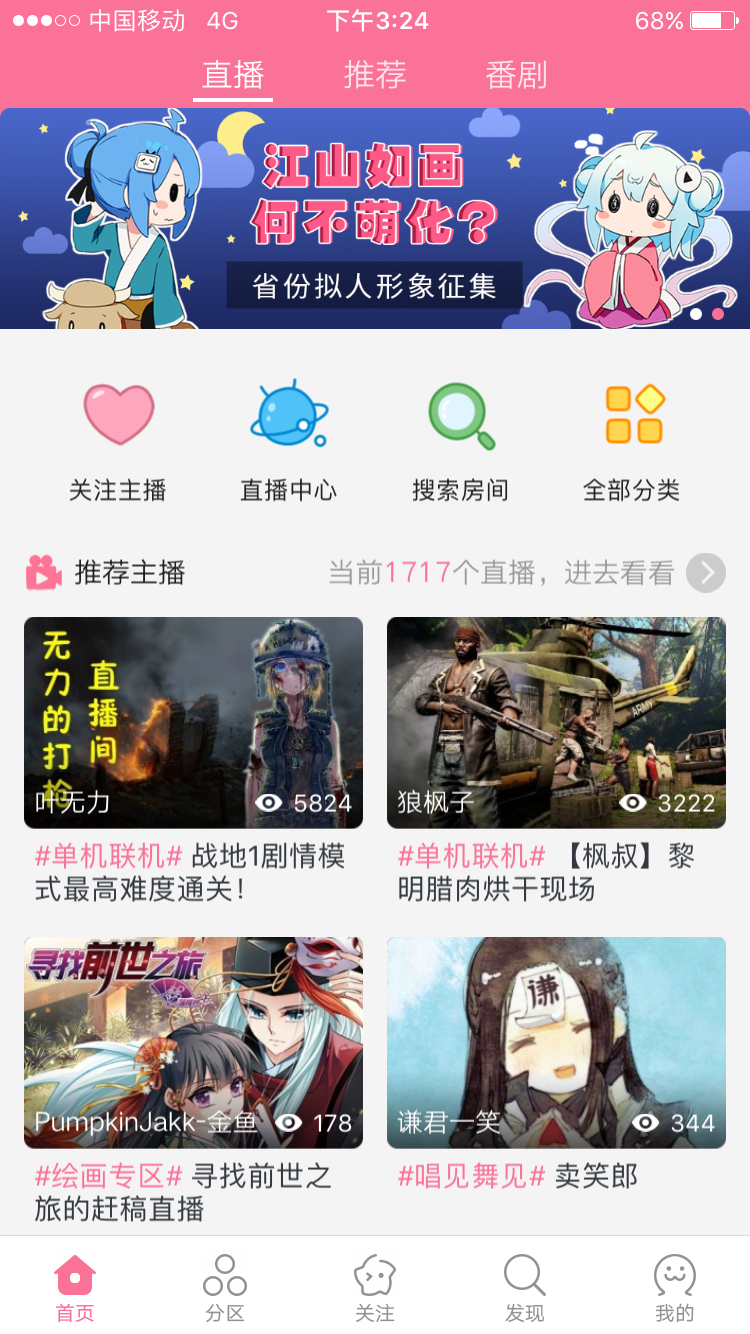 中国移动 4G 下午3:24 68%
直播 推荐 番剧
江山如画
何不萌化?
省份拟人形象征集
关注主播 直播中心 搜索房间 全部分类
推荐主播 当前1717个直播，进去看看
无力的打枪
直播间
叶无力 5824
ARMY
狼枫子 3222
#单机联机# 战地1剧情模
式最高难度通关！
#单机联机# 【枫叔】黎
明腊肉烘干现场
寻找前世之旅
PumpkinJakk-金鱼 178
谦
谦君一笑 344
#绘画专区# 寻找前世之
旅的赶稿直播
#唱见舞见# 卖笑郎
首页 分区 关注 发现 我的